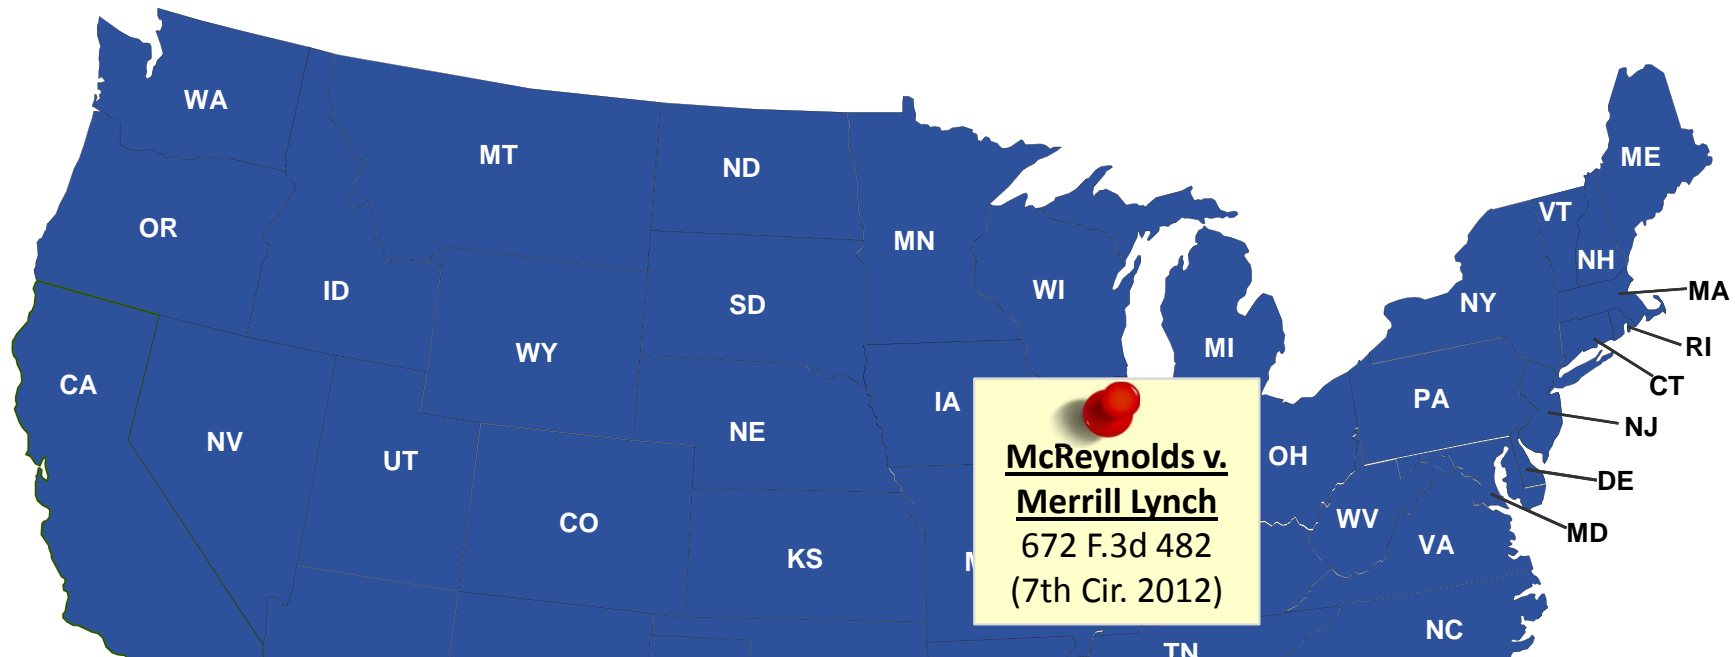 WA
MT
ND
ME
VT
OR
MN
NH
ID
WI
MA
SD
NY
MI
RI
WY
CA
CT
IA
PA
NE
NJ
NV
UT
OH
McReynolds v.
Merrill Lynch
672 F.3d 482
(7th Cir. 2012)
DE
CO
WV
MD
VA
KS
NC
TN